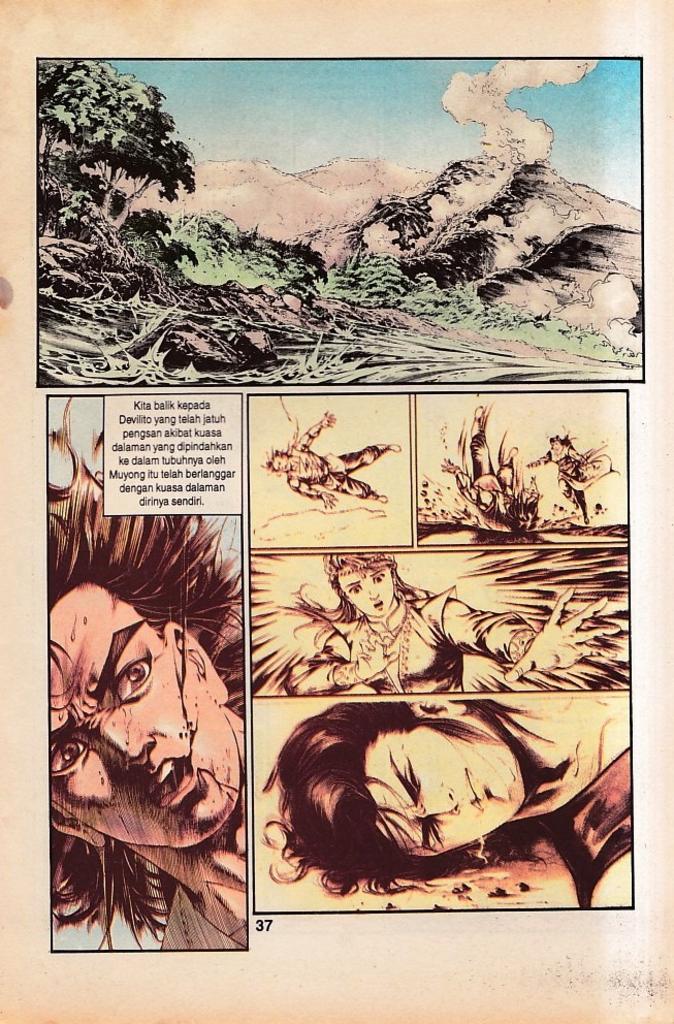 Kita balik kepada
Devilito yang telah jatuh
pengsan akibat kuasa
dalaman yang dipindahkan
ke dalam tubuhnya oleh
Muyong itu telah berlanggar
dengan kuasa dalaman
dirinya sendiri.
37